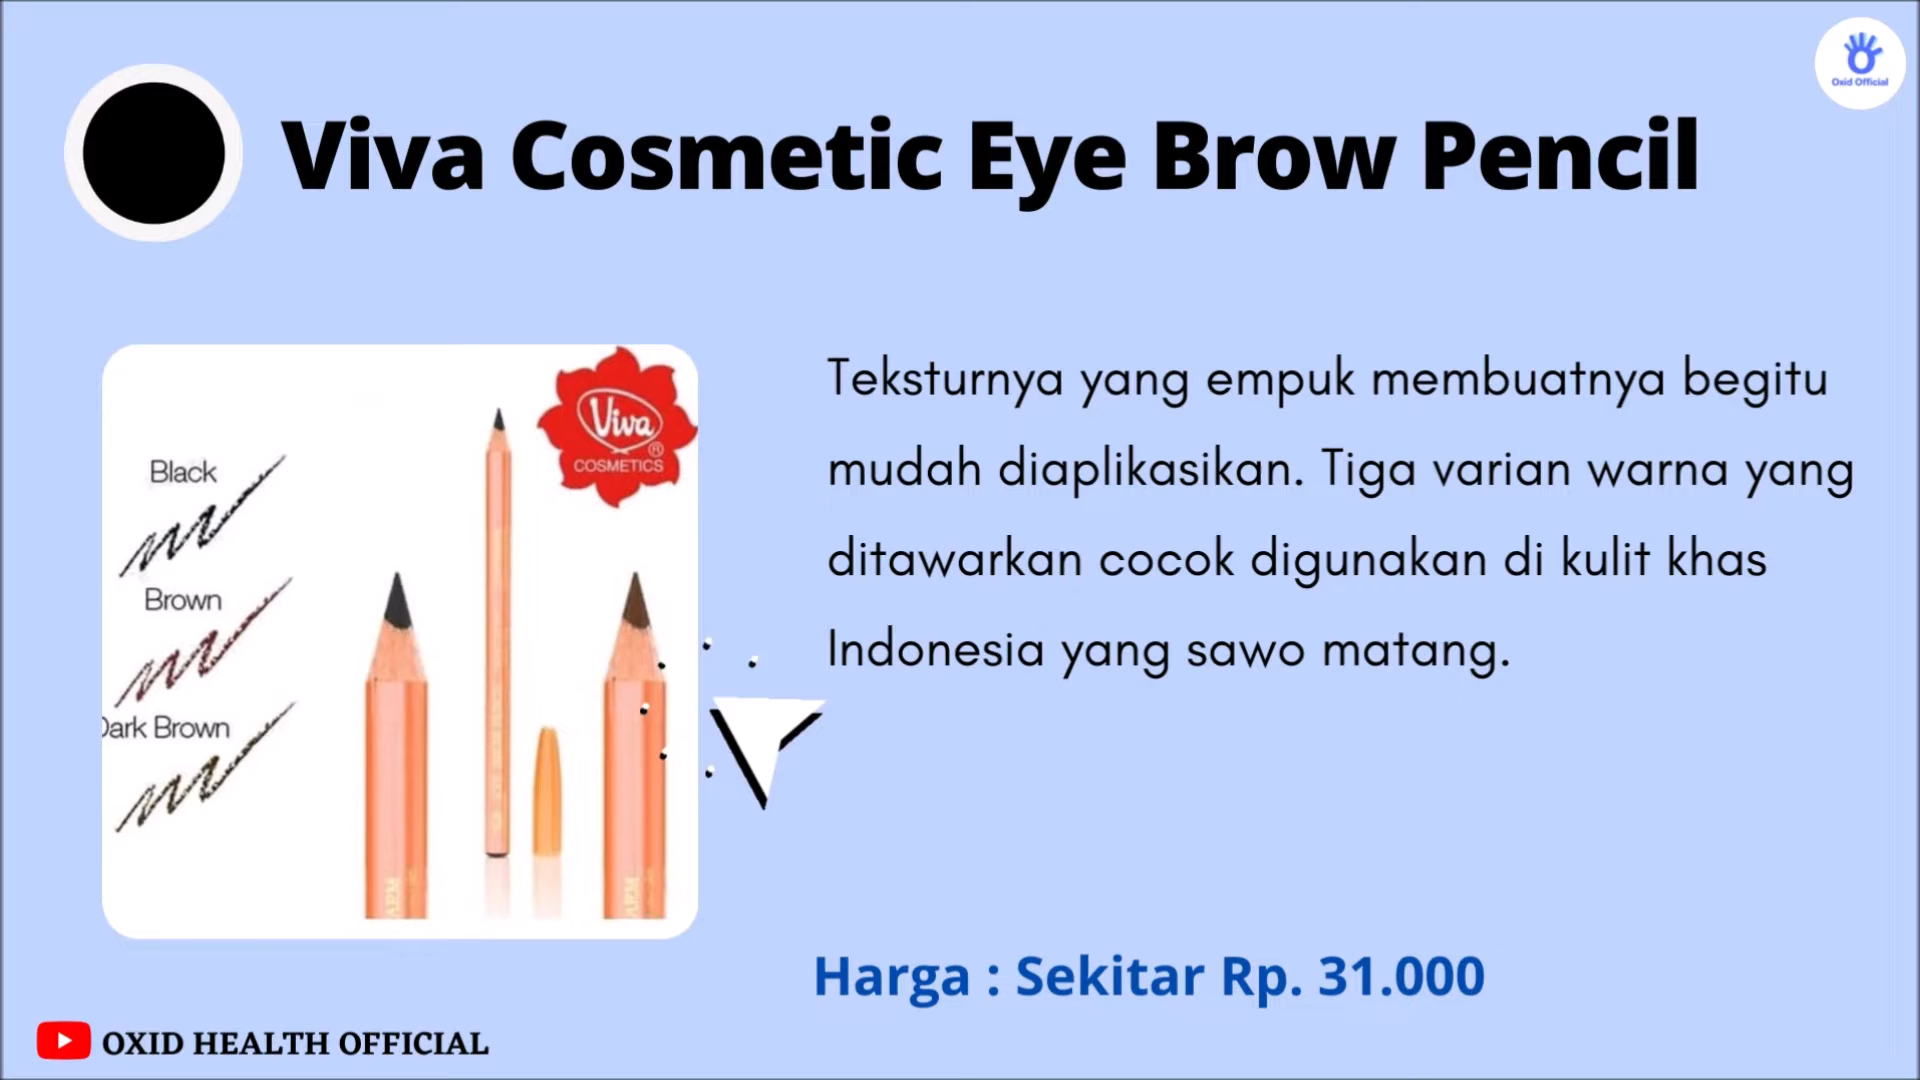 Oxid Official
Viva Cosmetic Eye Brow Pencil
Viva
®
COSMETICS
Black
Brown
Dark Brown
Teksturnya yang empuk membuatnya begitu
mudah diaplikasikan. Tiga varian warna yang
ditawarkan cocok digunakan di kulit khas
Indonesia yang sawo matang.
Harga : Sekitar Rp. 31.000
OXID HEALTH OFFICIAL